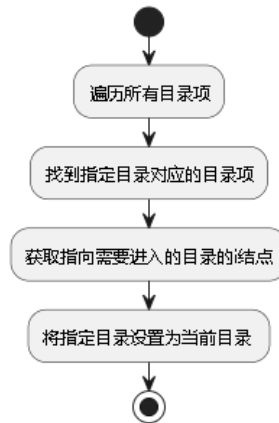 遍历所有目录项
找到指定目录对应的目录项
获取指向需要进入的目录的i结点
将指定目录设置为当前目录